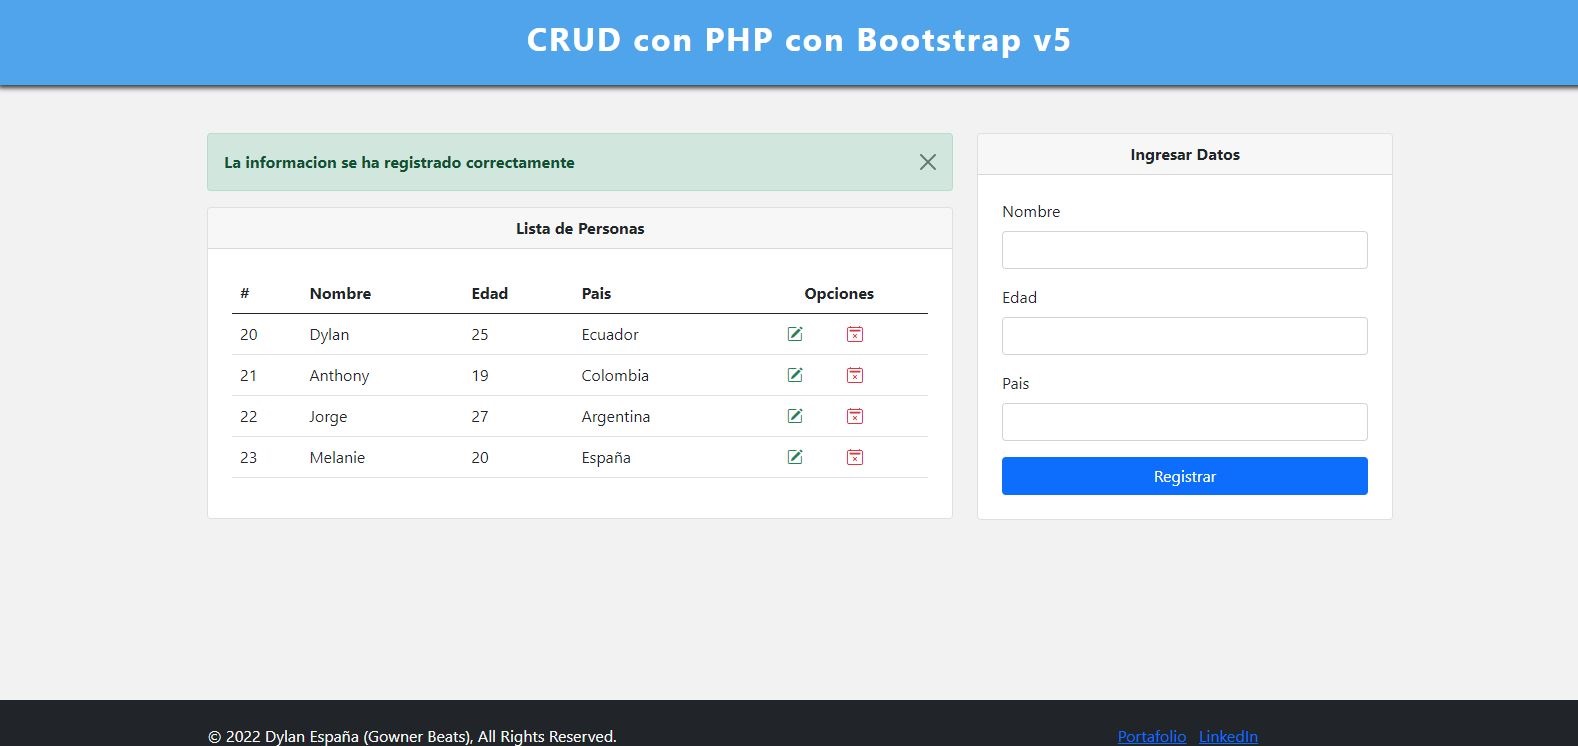 CRUD con PHP con Bootstrap v5
La informacion se ha registrado correctamente
Lista de Personas
# Nombre Edad Pais Opciones
20 Dylan 25 Ecuador
21 Anthony 19 Colombia
22 Jorge 27 Argentina
23 Melanie 20 España
Ingresar Datos
Nombre
Edad
Pais
Registrar
© 2022 Dylan España (Gowner Beats), All Rights Reserved.
Portafolio LinkedIn